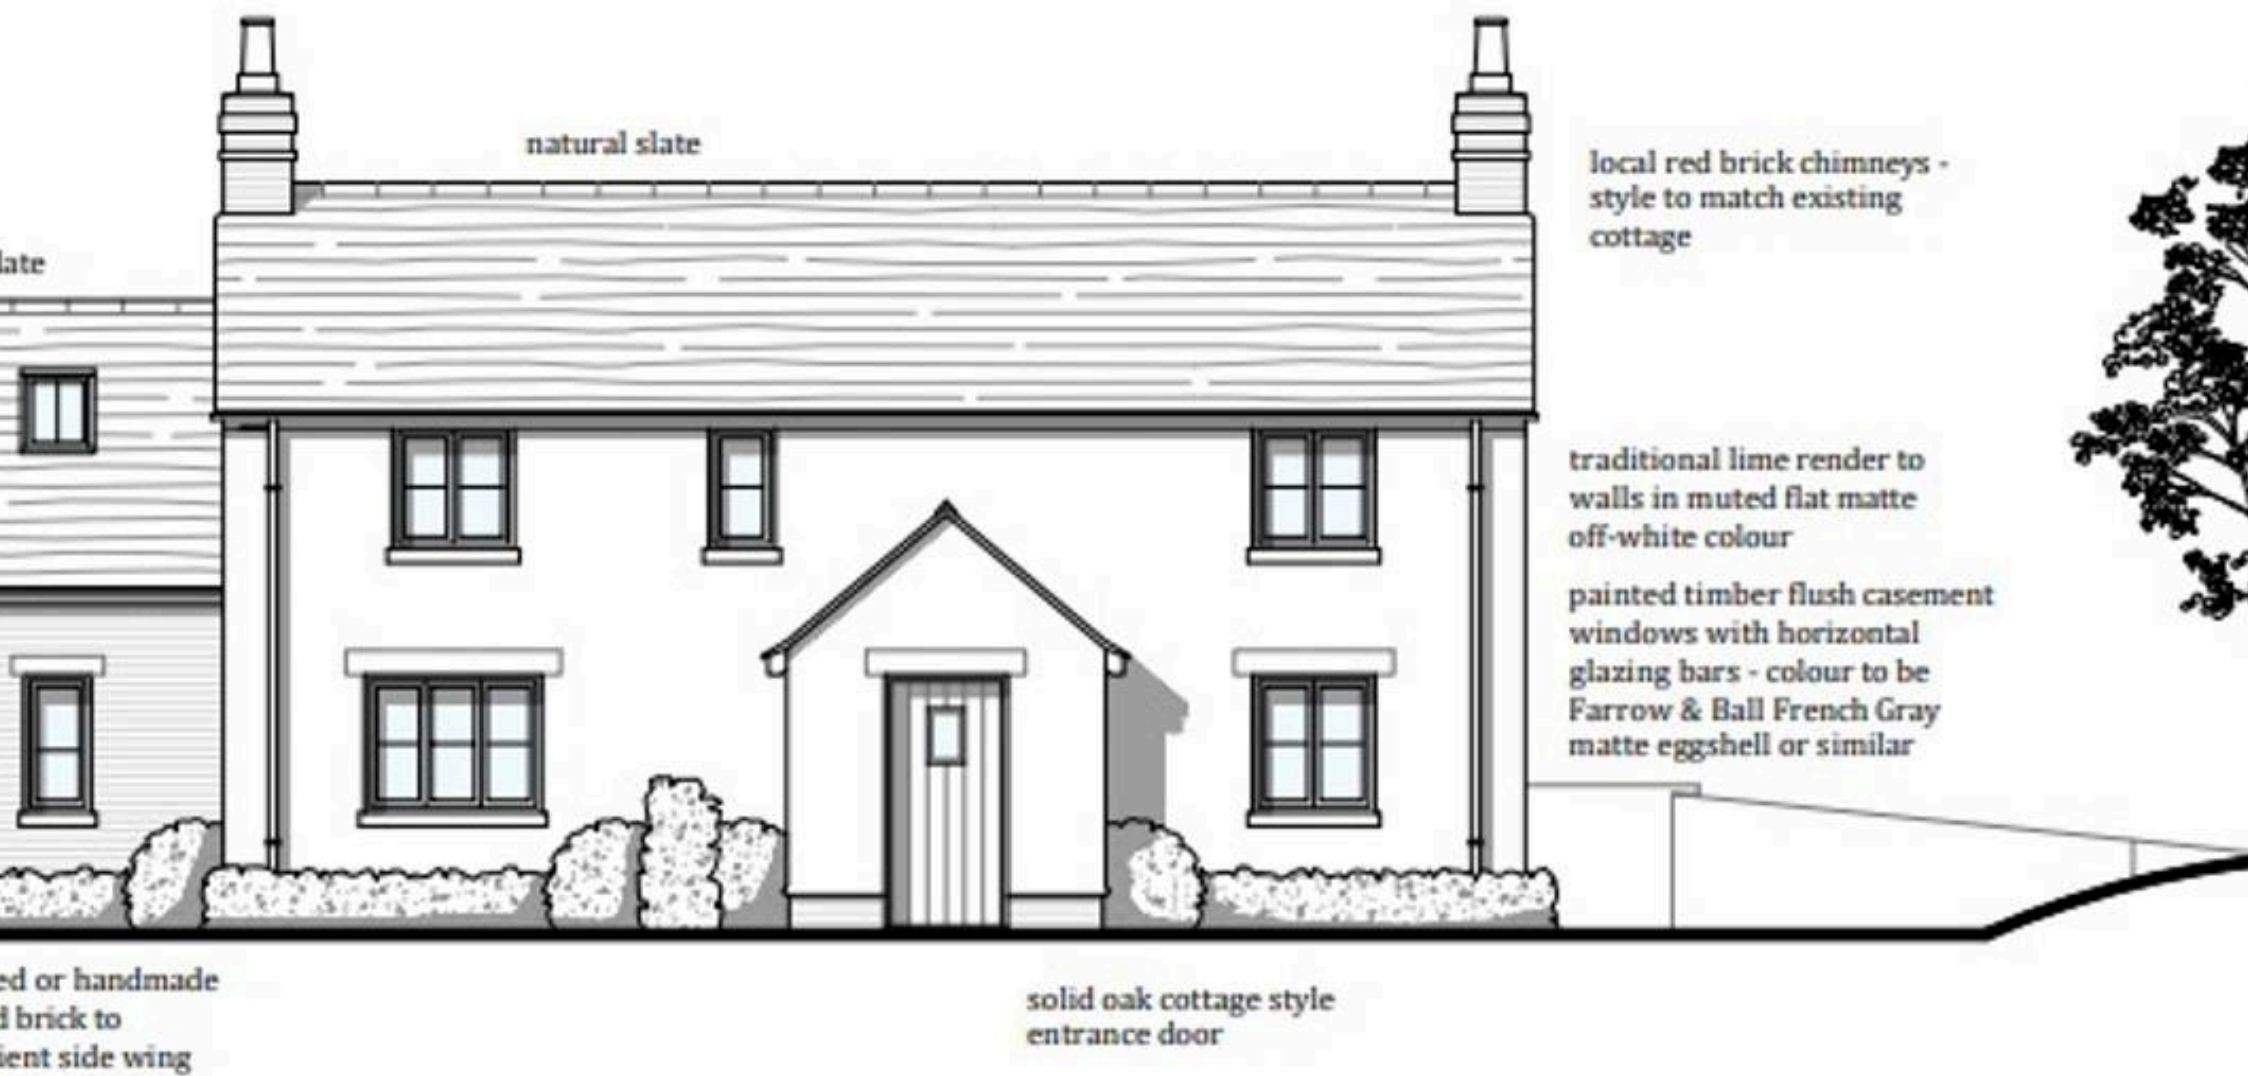 natural slate
local red brick chimneys -
style to match existing
cottage
late
traditional lime render to
walls in muted flat matte
off-white colour
painted timber flush casement
windows with horizontal
glazing bars - colour to be
Farrow & Ball French Gray
matte eggshell or similar
ed or handmade
d brick to
ient side wing
solid oak cottage style
entrance door